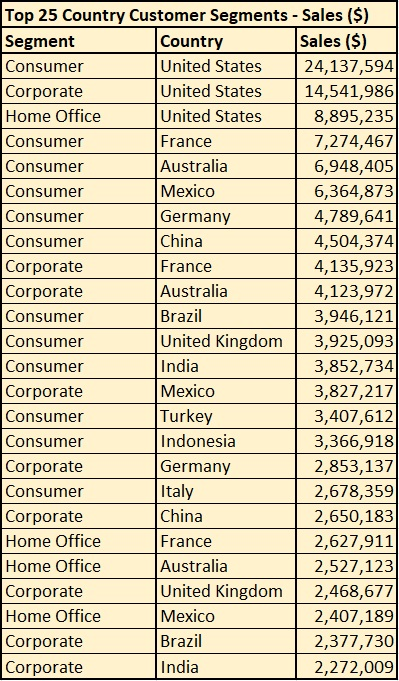 Top 25 Country Customer Segments - Sales ($)
Segment Country Sales ($)
Consumer United States 24,137,594
Corporate United States 14,541,986
Home Office United States 8,895,235
Consumer France 7,274,467
Consumer Australia 6,948,405
Consumer Mexico 6,364,873
Consumer Germany 4,789,641
Consumer China 4,504,374
Corporate France 4,135,923
Corporate Australia 4,123,972
Consumer Brazil 3,946,121
Consumer United Kingdom 3,925,093
Consumer India 3,852,734
Corporate Mexico 3,827,217
Consumer Turkey 3,407,612
Consumer Indonesia 3,366,918
Corporate Germany 2,853,137
Consumer Italy 2,678,359
Corporate China 2,650,183
Home Office France 2,627,911
Home Office Australia 2,527,123
Corporate United Kingdom 2,468,677
Home Office Mexico 2,407,189
Corporate Brazil 2,377,730
Corporate India 2,272,009